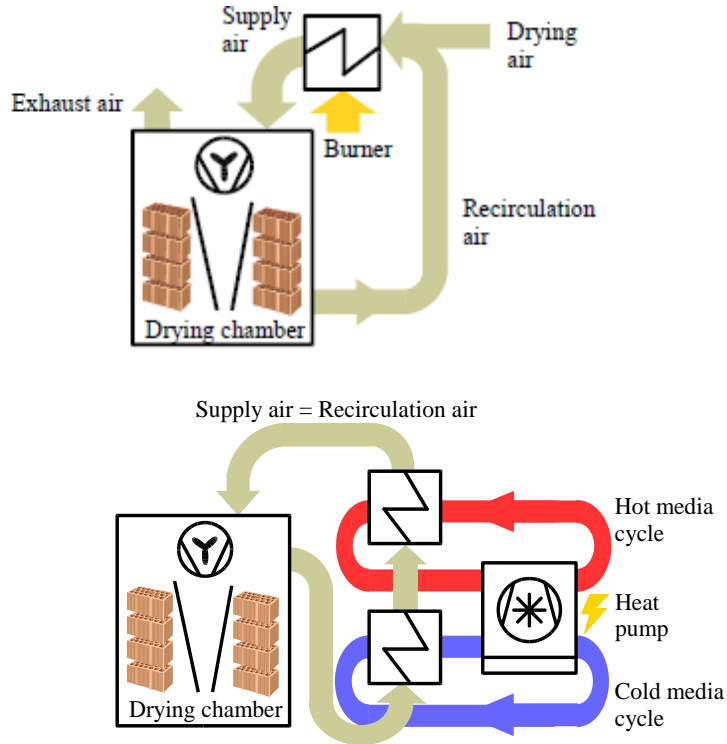 Supply
air
Drying
air
Exhaust air
Burner
Recirculation
air
Drying chamber
Supply air = Recirculation air
Hot media
cycle
Heat
pump
Drying chamber
Cold media
cycle